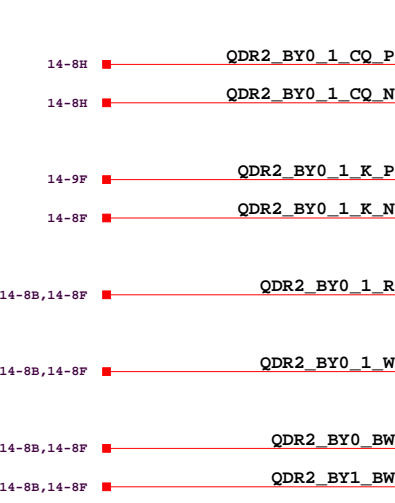 14-8H QDR2_BY0_1_CQ_P
14-8H QDR2_BY0_1_CQ_N
14-9F QDR2_BY0_1_K_P
14-8F QDR2_BY0_1_K_N
14-8B,14-8F QDR2_BY0_1_R
14-8B,14-8F QDR2_BY0_1_W
14-8B,14-8F QDR2_BY0_BW
14-8B,14-8F QDR2_BY1_BW